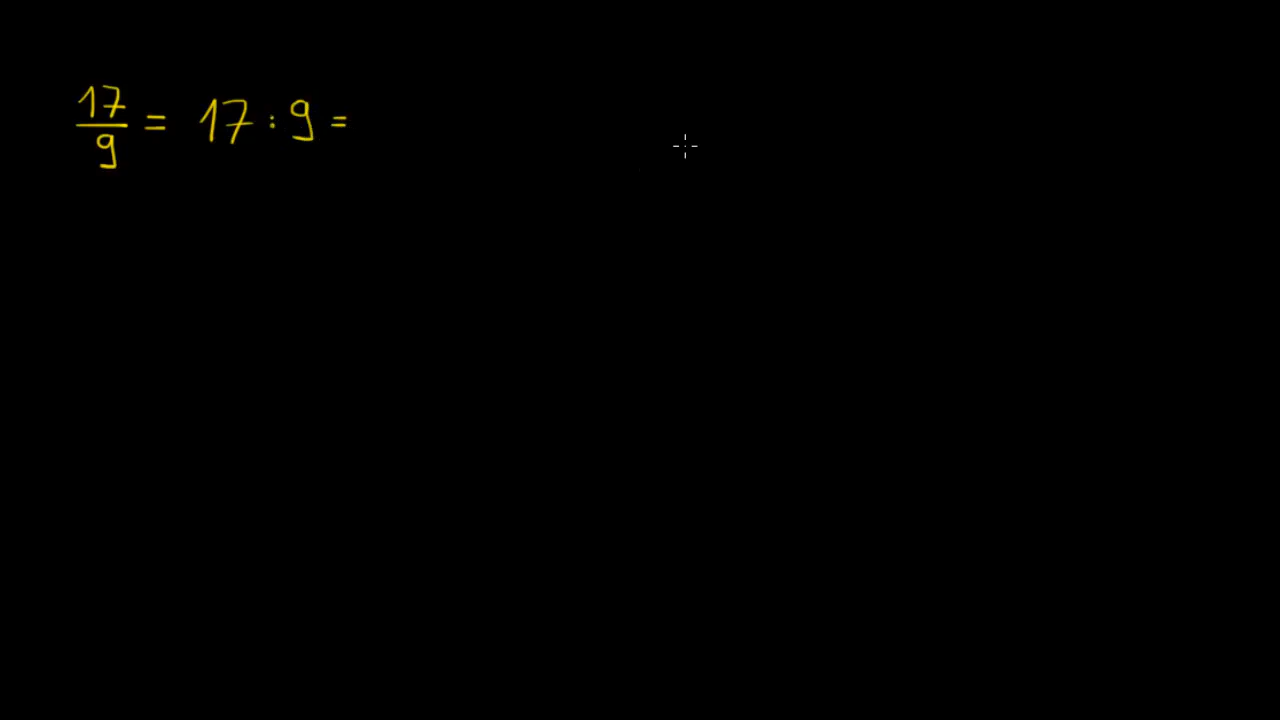 17/9 = 17 : 9 =